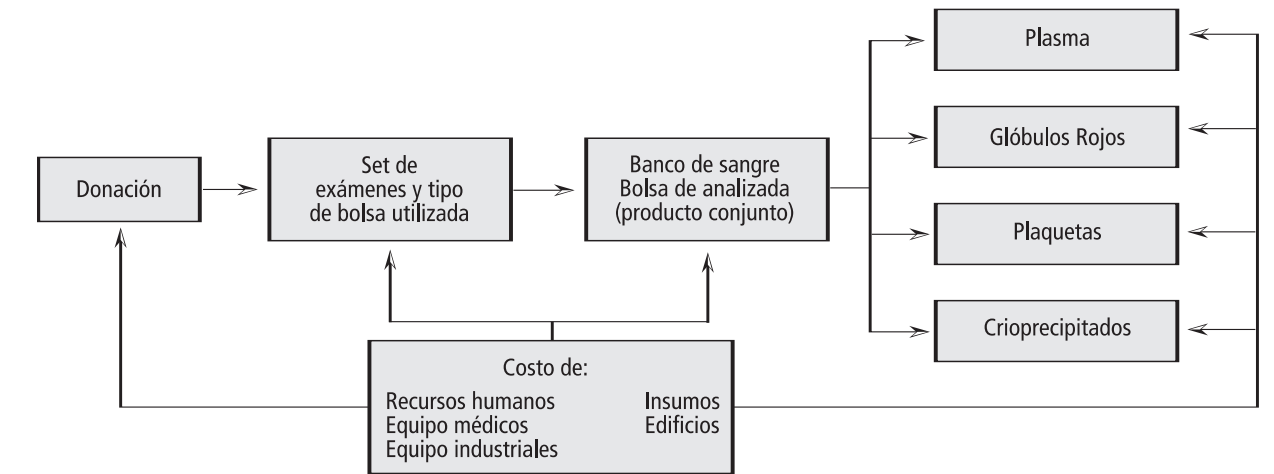 Plasma
Glóbulos Rojos
Donación
Set de
exámenes y tipo
de bolsa utilizada
Banco de sangre
Bolsa de analizada
(producto conjunto)
Plaquetas
Crioprecipitados
Costo de:
Recursos humanos
Equipo médicos
Equipo industriales
Insumos
Edificios